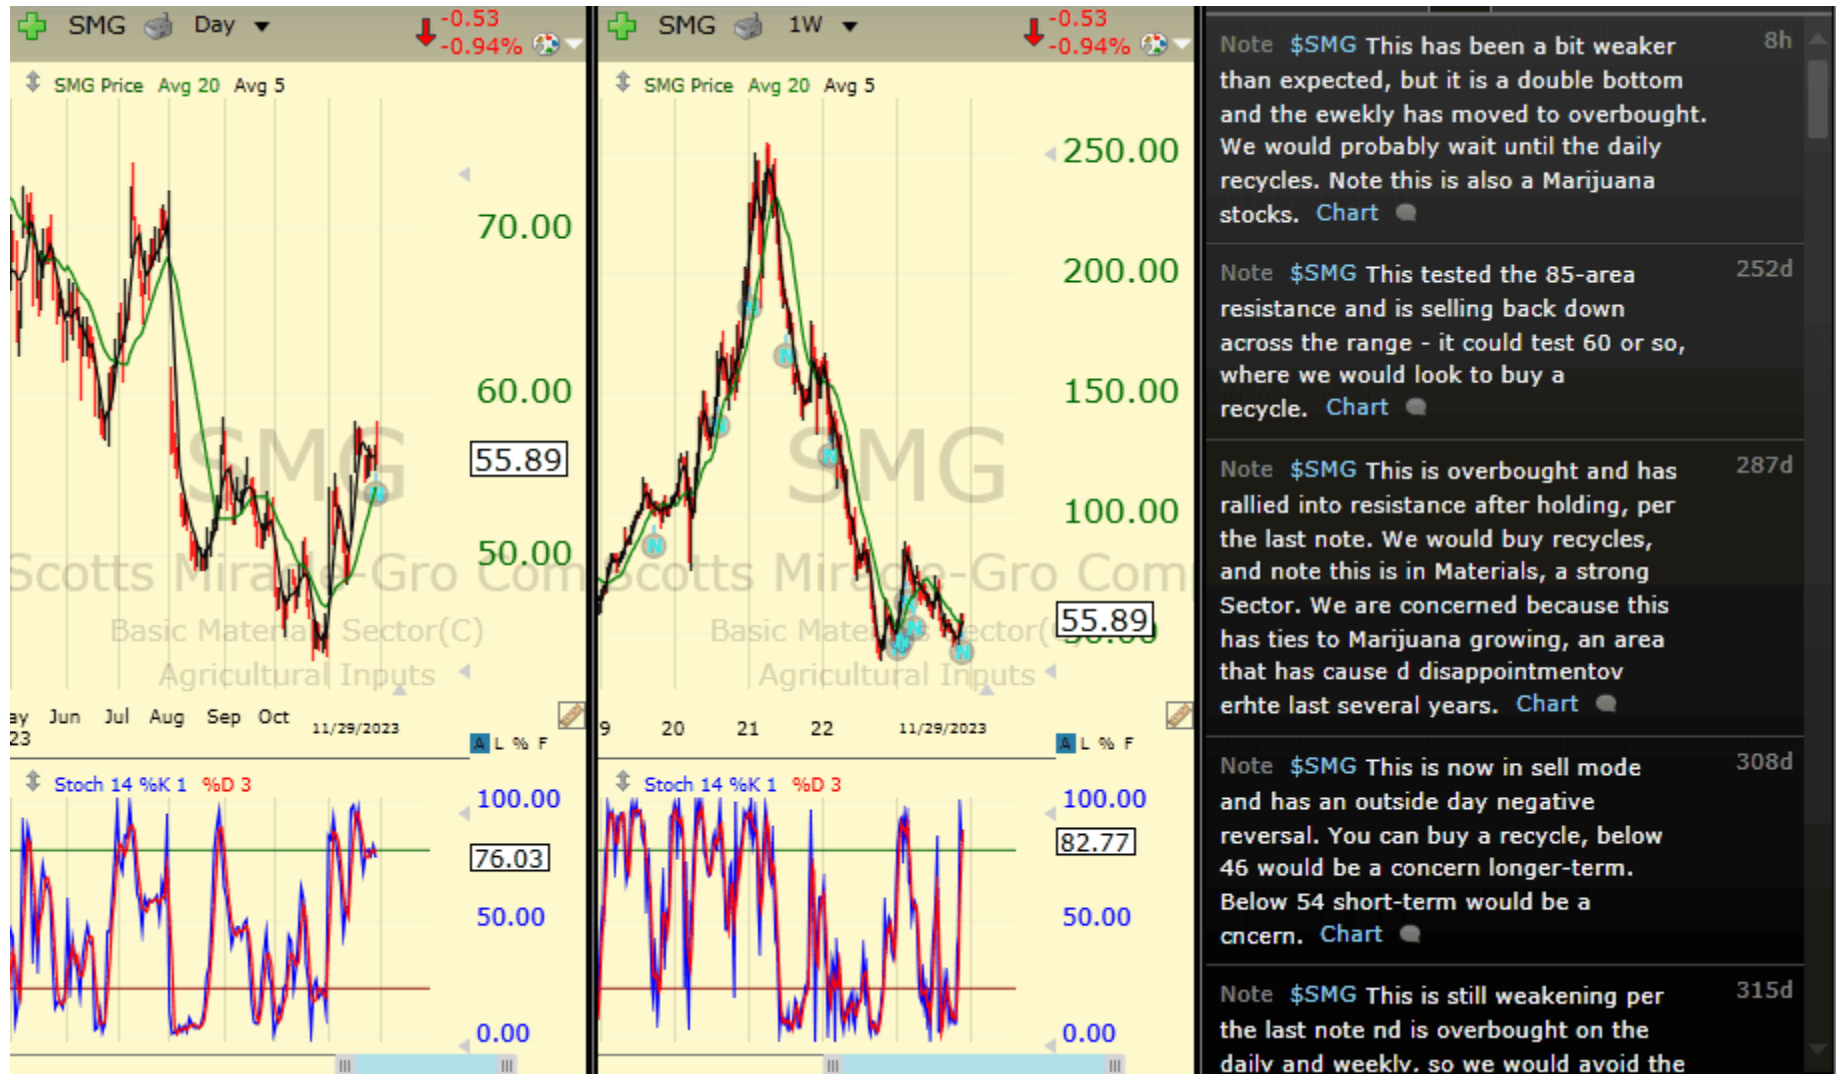 SMG Day -0.53
-0.94%
SMG Price Avg 20 Avg 5
70.00
60.00
55.89
50.00
SMG
Scotts Miracle-Gro Com
Basic Materials Sector(C)
Agricultural Inputs
ay Jun Jul Aug Sep Oct 11/29/2023
23
A L % F
Stoch 14 %K 1 %D 3
100.00
76.03
50.00
0.00
SMG 1W -0.53
-0.94%
SMG Price Avg 20 Avg 5
250.00
200.00
150.00
100.00
55.89
50.00
N
N
N
N
N
N
N
N
SMG
Scotts Miracle-Gro Com
Basic Mate s ector(
Agricultural Inputs
9 20 21 22 11/29/2023
A L % F
Stoch 14 %K 1 %D 3
100.00
82.77
50.00
0.00
Note $SMG This has been a bit weaker 8h
than expected, but it is a double bottom
and the ewekly has moved to overbought.
We would probably wait until the daily
recycles. Note this is also a Marijuana
stocks. Chart
Note $SMG This tested the 85-area 252d
resistance and is selling back down
across the range - it could test 60 or so,
where we would look to buy a
recycle. Chart
Note $SMG This is overbought and has 287d
rallied into resistance after holding, per
the last note. We would buy recycles,
and note this is in Materials, a strong
Sector. We are concerned because this
has ties to Marijuana growing, an area
that has cause d disappointmentov
erhte last several years. Chart
Note $SMG This is now in sell mode 308d
and has an outside day negative
reversal. You can buy a recycle, below
46 would be a concern longer-term.
Below 54 short-term would be a
cncern. Chart
Note $SMG This is still weakening per 315d
the last note nd is overbought on the
daily and weekly, so we would avoid the